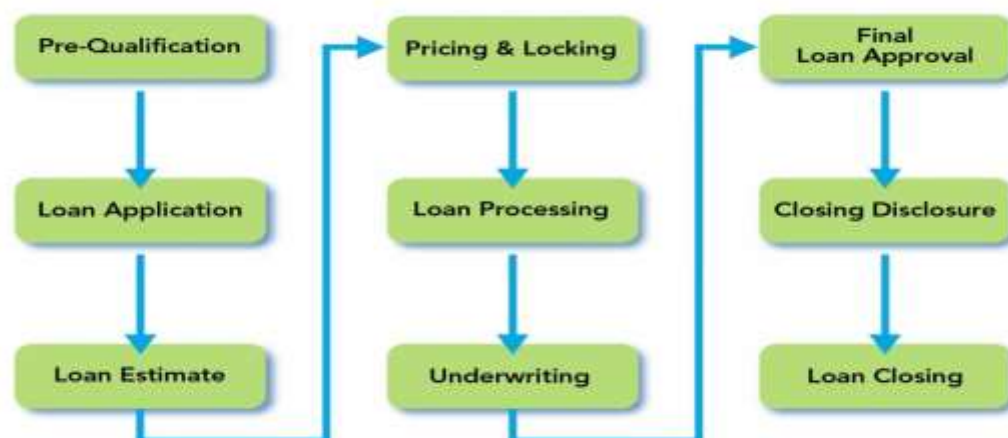 Pre-Qualification
Loan Application
Loan Estimate
Pricing & Locking
Loan Processing
Underwriting
Final
Loan Approval
Closing Disclosure
Loan Closing